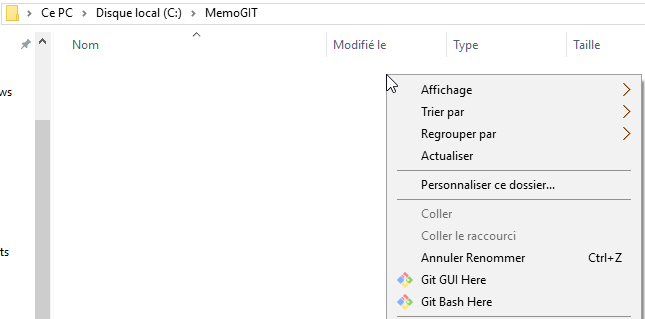 Ce PC > Disque local (C:) > MemoGIT
Nom Modifié le Type Taille
Affichage
ws
Trier par
Regrouper par
Actualiser
Personnaliser ce dossier...
Coller
Coller le raccourci
ts
Annuler Renommer Ctrl+Z
Git GUI Here
Git Bash Here